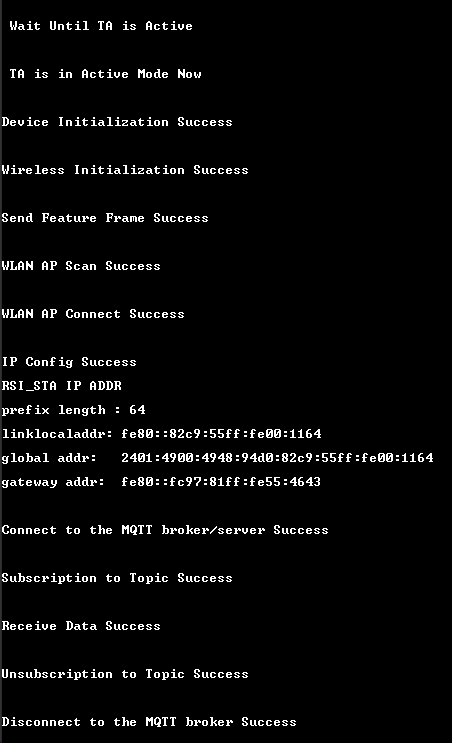 Wait Until TA is Active
TA is in Active Mode Now
Device Initialization Success
Wireless Initialization Success
Send Feature Frame Success
WLAN AP Scan Success
WLAN AP Connect Success
IP Config Success
RSI_STA IP ADDR
prefix length : 64
linklocaladdr: fe80::82c9:55ff:fe00:1164
global addr:   2401:4900:4948:94d0:82c9:55ff:fe00:1164
gateway addr:  fe80::fc97:81ff:fe55:4643
Connect to the MQTT broker/server Success
Subscription to Topic Success
Receive Data Success
Unsubscription to Topic Success
Disconnect to the MQTT broker Success